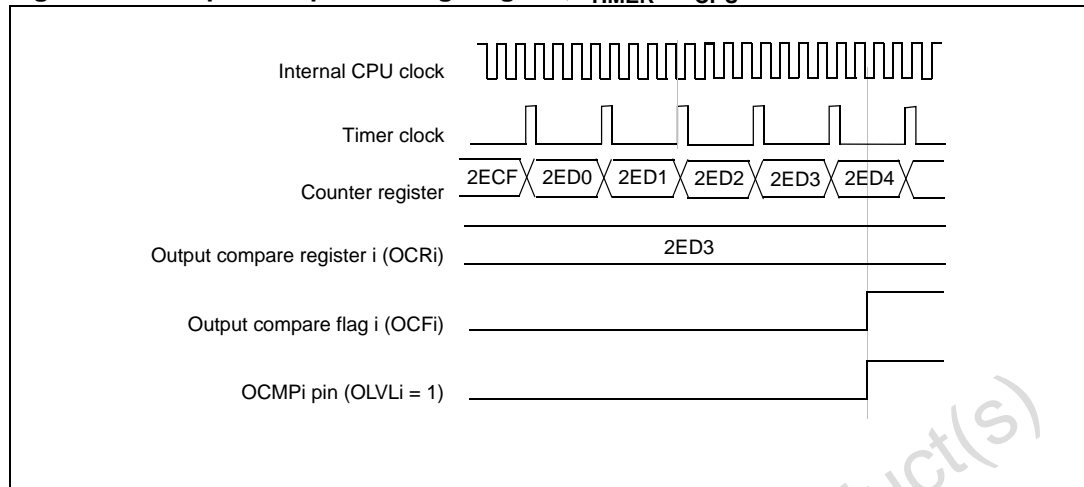 Internal CPU clock
Timer clock
Counter register
2ECF 2ED0 2ED1 2ED2 2ED3 2ED4
Output compare register i (OCRi)
2ED3
Output compare flag i (OCFi)
OCMPi pin (OLVLi = 1)